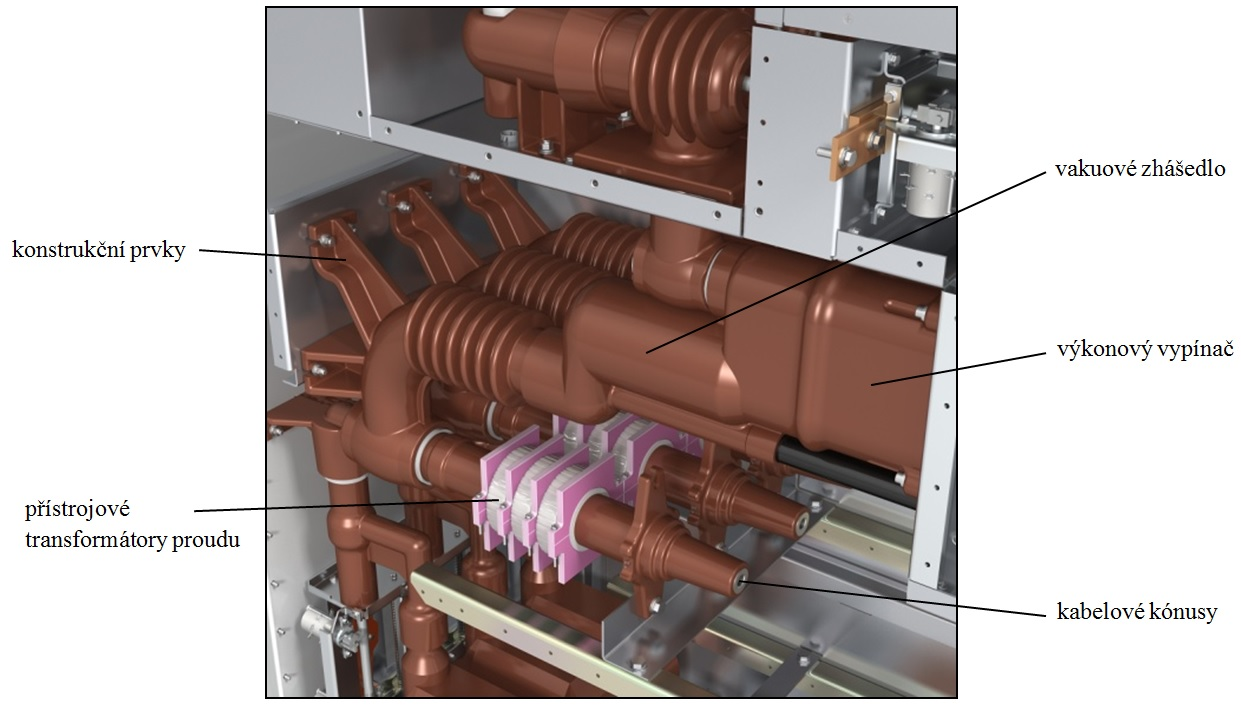 vakuové zhášedlo
konstrukční prvky
výkonový vypínač
přístrojové
transformátory proudu
kabelové kónusy